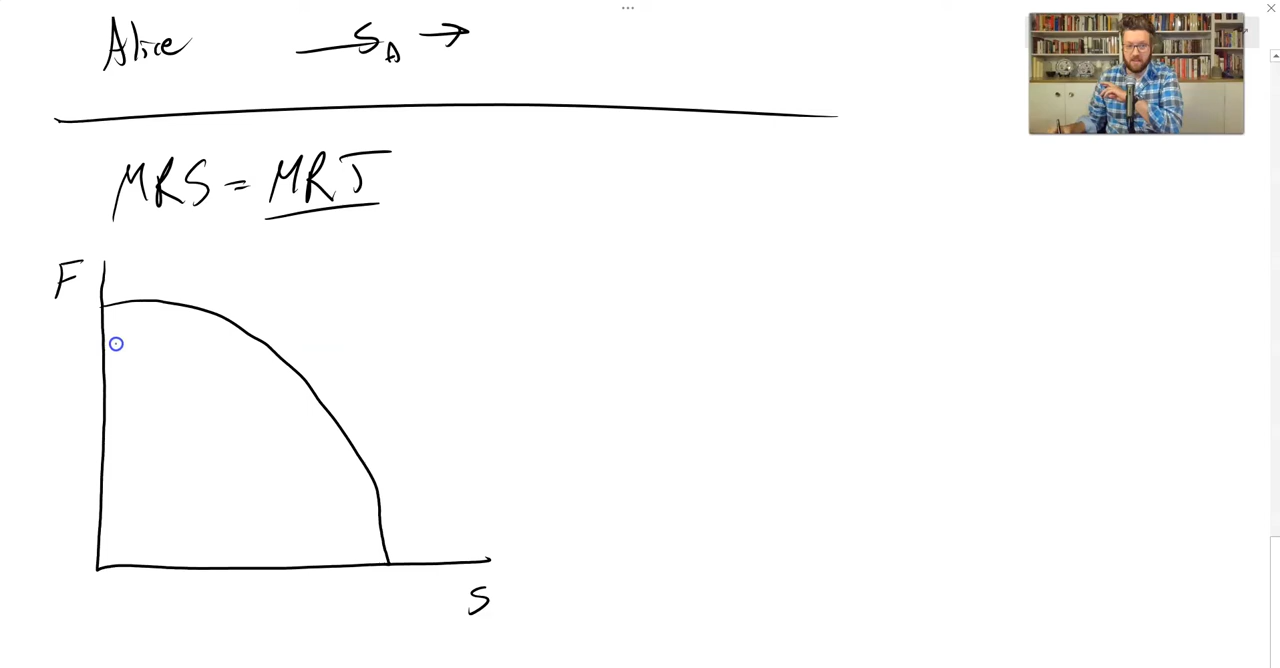 Alice S_A →
MRS = MRT
F
S